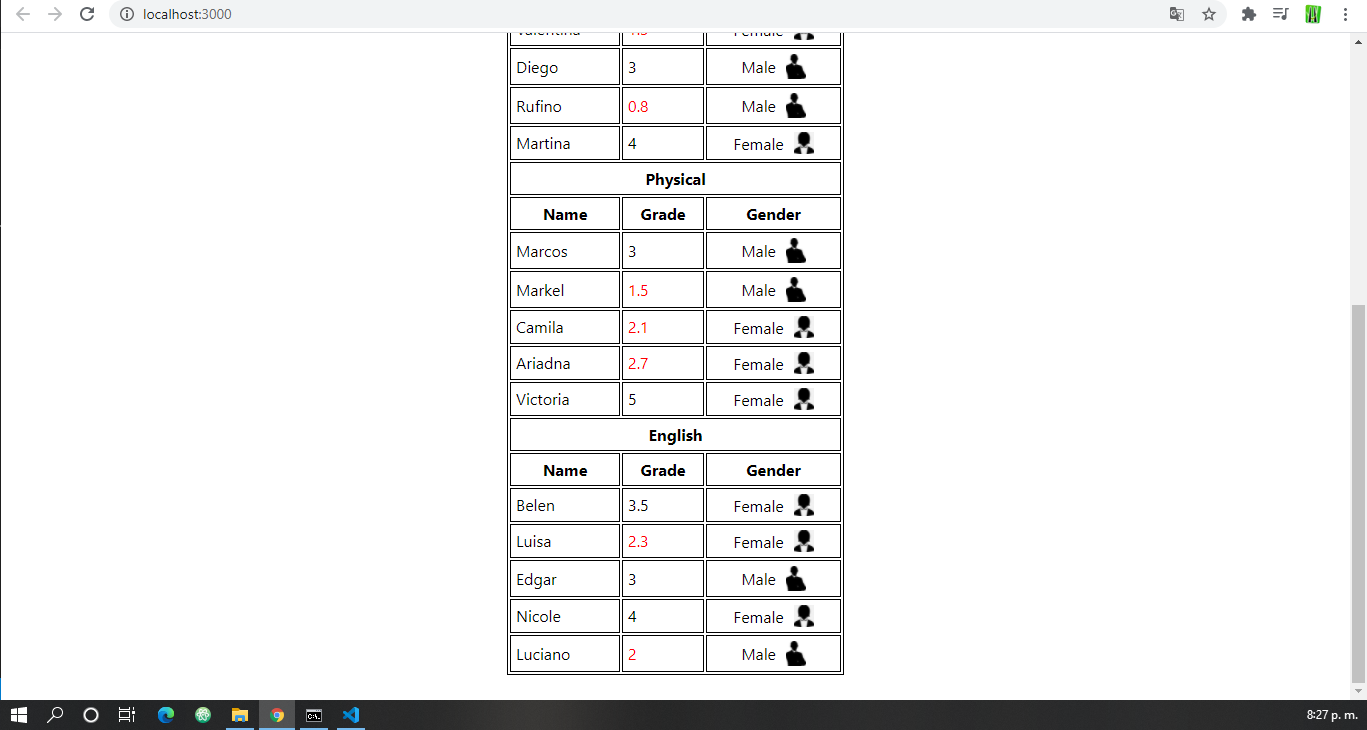 localhost:3000
Diego 3 Male
Rufino 0.8 Male
Martina 4 Female
Physical
Name Grade Gender
Marcos 3 Male
Markel 1.5 Male
Camila 2.1 Female
Ariadna 2.7 Female
Victoria 5 Female
English
Name Grade Gender
Belen 3.5 Female
Luisa 2.3 Female
Edgar 3 Male
Nicole 4 Female
Luciano 2 Male
8:27 p. m.